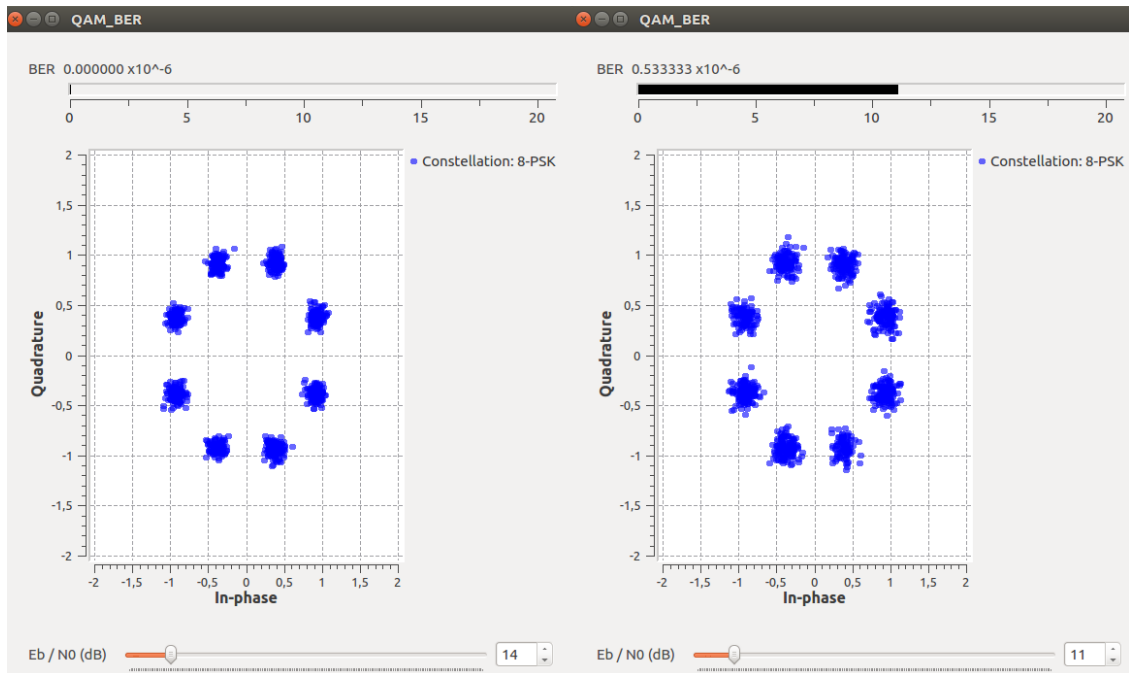 QAM_BER
BER 0.000000 x10^-6
0 5 10 15 20
2
1,5
1
0,5
0
-0,5
-1
-1,5
-2
Quadrature
Constellation: 8-PSK
-2 -1,5 -1 -0,5 0 0,5 1 1,5 2
In-phase
Eb / N0 (dB) 14
QAM_BER
BER 0.533333 x10^-6
0 5 10 15 20
2
1,5
1
0,5
0
-0,5
-1
-1,5
-2
Quadrature
Constellation: 8-PSK
-2 -1,5 -1 -0,5 0 0,5 1 1,5 2
In-phase
Eb / N0 (dB) 11